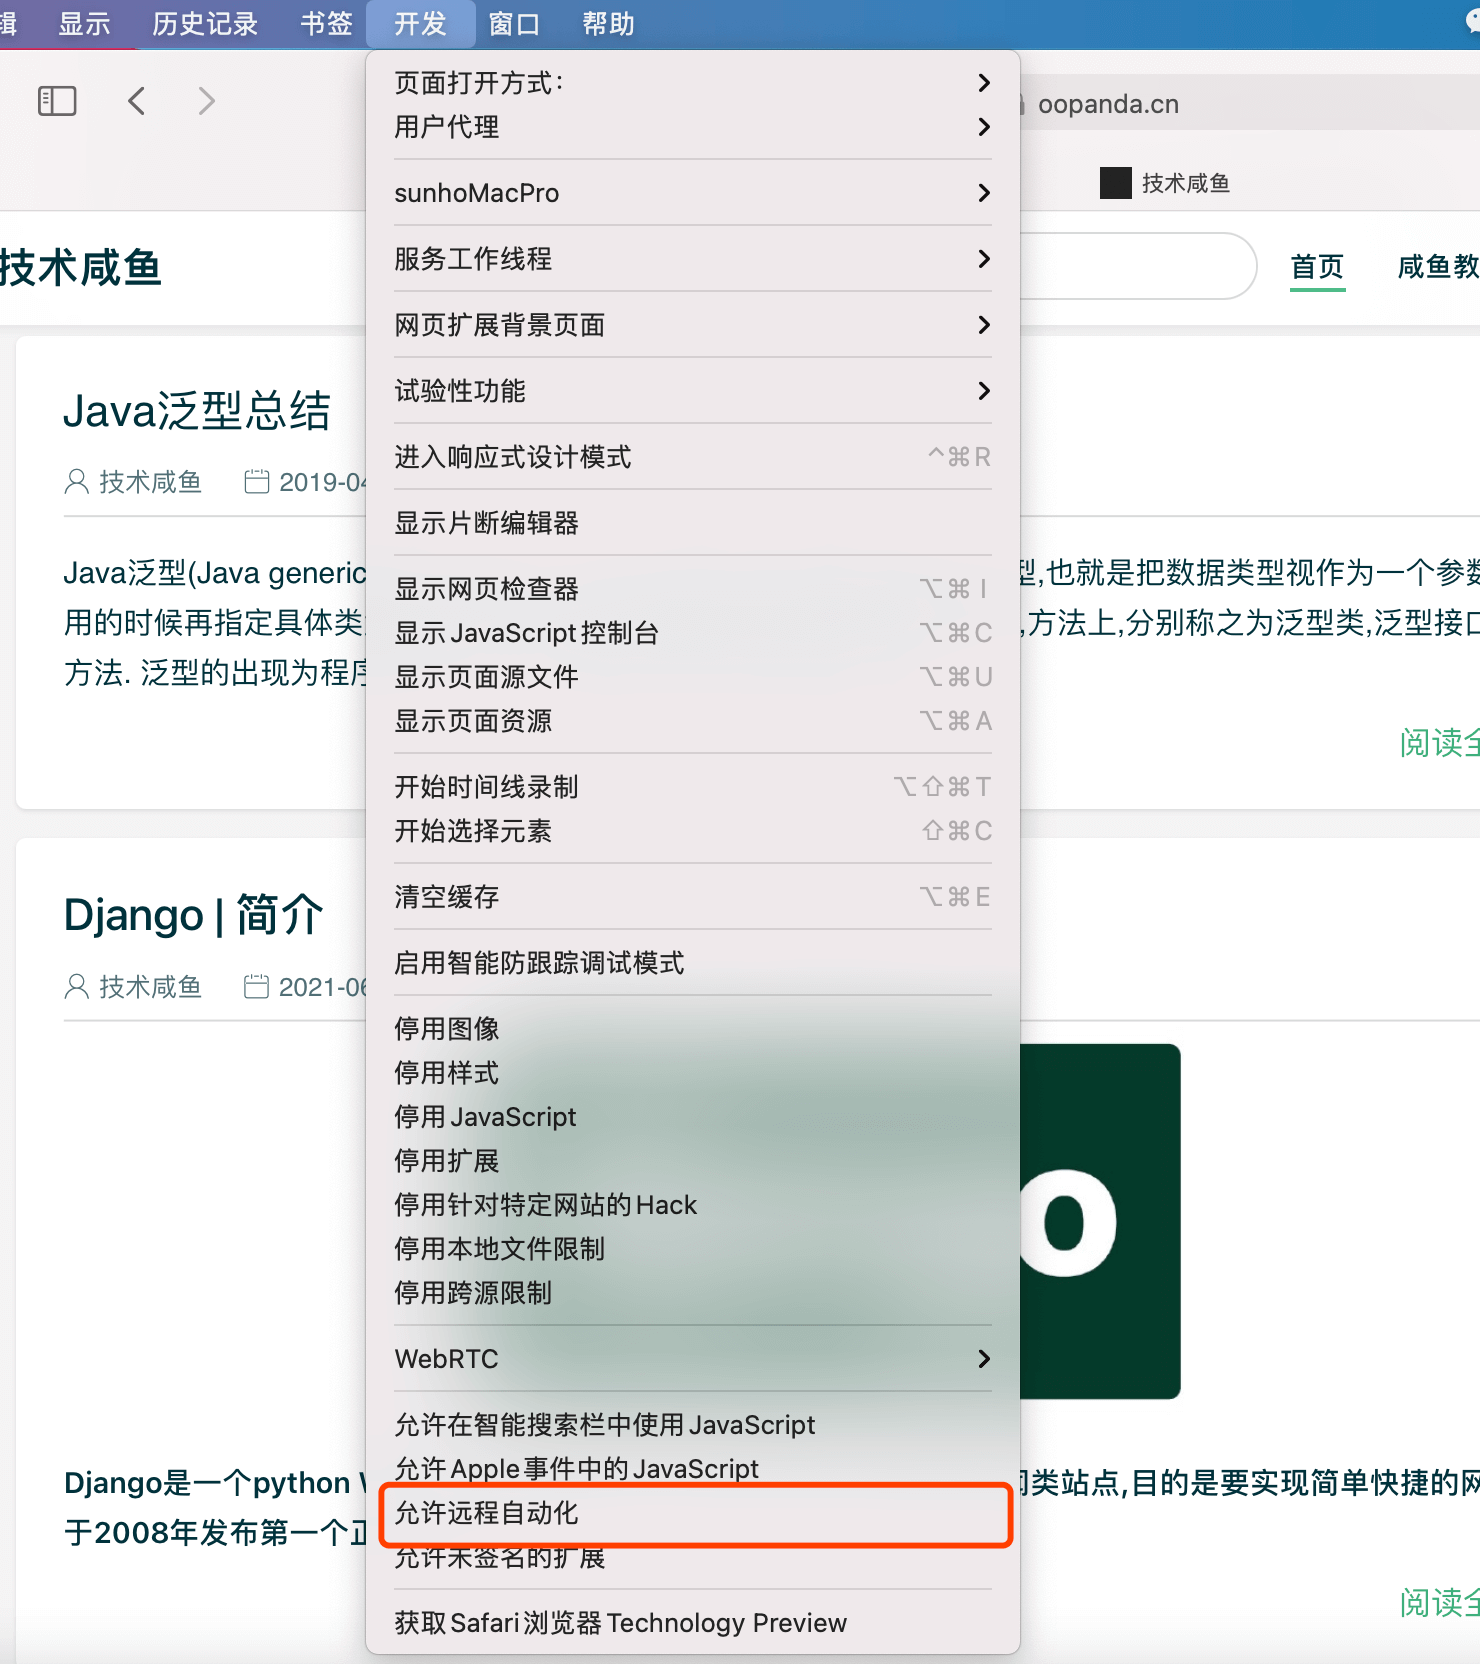 辑 显示 历史记录 书签 开发 窗口 帮助
oopanda.cn
技术咸鱼
技术咸鱼
首页 咸鱼教
页面打开方式：
用户代理
sunhoMacPro
服务工作线程
网页扩展背景页面
试验性功能
进入响应式设计模式 ^⌘R
显示片断编辑器
显示网页检查器 ⌥⌘I
显示JavaScript控制台 ⌥⌘C
显示页面源文件 ⌥⌘U
显示页面资源 ⌥⌘A
开始时间线录制 ⌥⇧⌘T
开始选择元素 ⇧⌘C
清空缓存 ⌥⌘E
启用智能防跟踪调试模式
停用图像
停用样式
停用JavaScript
停用扩展
停用针对特定网站的Hack
停用本地文件限制
停用跨源限制
WebRTC
允许在智能搜索栏中使用JavaScript
允许Apple事件中的JavaScript
允许远程自动化
允许未签名的扩展
获取Safari浏览器Technology Preview
Java泛型总结
技术咸鱼 2019-04
Java泛型(Java generic 型,也就是把数据类型视作为一个参数
用的时候再指定具体类 ,方法上,分别称之为泛型类,泛型接口
方法. 泛型的出现为程序
阅读全
Django | 简介
技术咸鱼 2021-06
o
Django是一个python 同类站点,目的是要实现简单快捷的网
于2008年发布第一个正
阅读全